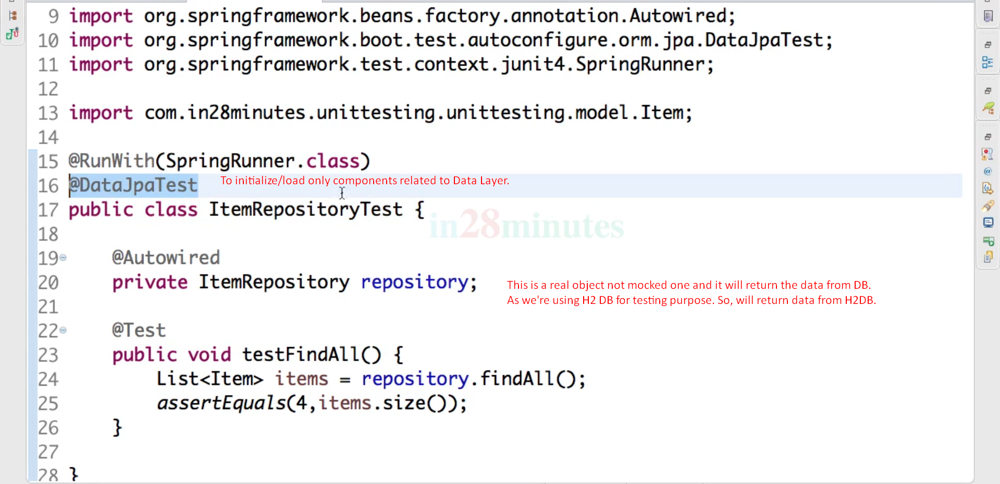 9 import org.springframework.beans.factory.annotation.Autowired;
10 import org.springframework.boot.test.autoconfigure.orm.jpa.DataJpaTest;
11 import org.springframework.test.context.junit4.SpringRunner;
12
13 import com.in28minutes.unittesting.unittesting.model.Item;
14
15 @RunWith(SpringRunner.class)
16 @DataJpaTest To initialize/load only components related to Data Layer.
17 public class ItemRepositoryTest {
in28minutes
18
19 @Autowired
20 private ItemRepository repository; This is a real object not mocked one and it will return the data from DB.
As we're using H2 DB for testing purpose. So, will return data from H2DB.
21
22 @Test
23 public void testFindAll() {
24 List<Item> items = repository.findAll();
25 assertEquals(4,items.size());
26 }
27
28 }